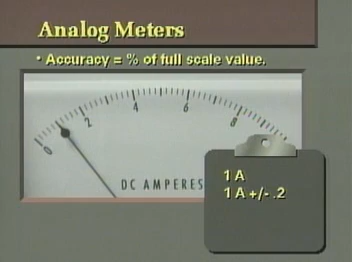 Analog Meters
• Accuracy = % of full scale value.
0 2 4 6 8
DC AMPERES
1 A
1 A +/- .2